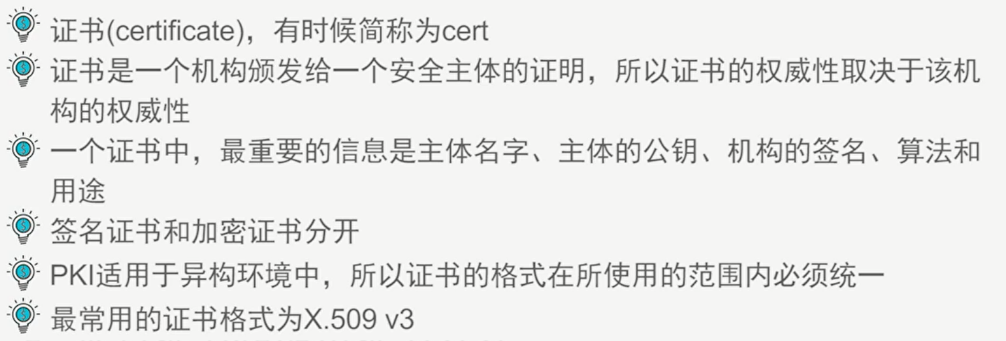 证书(certificate)，有时候简称为cert
证书是一个机构颁发给一个安全主体的证明，所以证书的权威性取决于该机
构的权威性
一个证书中，最重要的信息是主体名字、主体的公钥、机构的签名、算法和
用途
签名证书和加密证书分开
PKI适用于异构环境中，所以证书的格式在所使用的范围内必须统一
最常用的证书格式为X.509 v3